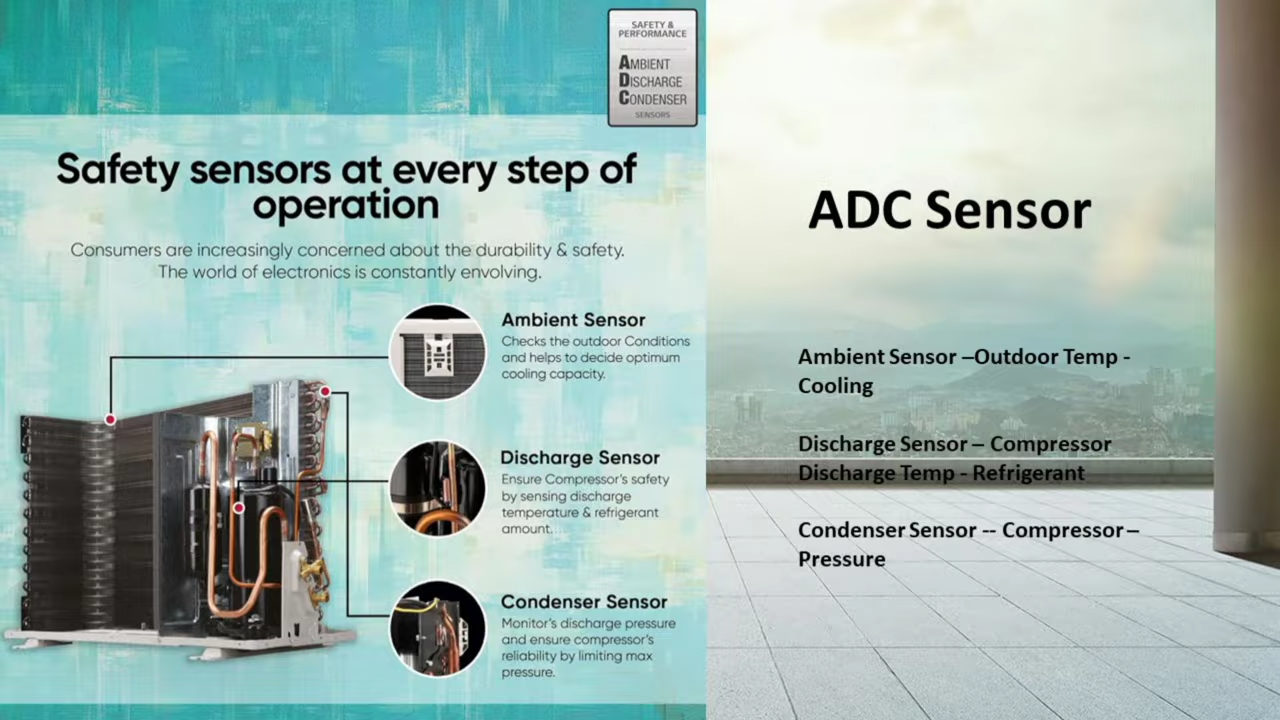 SAFETY &
PERFORMANCE
AMBIENT
DISCHARGE
CONDENSER
SENSORS
Safety sensors at every step of
operation
Consumers are increasingly concerned about the durability & safety.
The world of electronics is constantly envolving.
Ambient Sensor
Checks the outdoor Conditions
and helps to decide optimum
cooling capacity.
Discharge Sensor
Ensure Compressor's safety
by sensing discharge
temperature & refrigerant
amount.
Condenser Sensor
Monitor's discharge pressure
and ensure compressor's
reliability by limiting max
pressure.
ADC Sensor
Ambient Sensor –Outdoor Temp -
Cooling
Discharge Sensor – Compressor
Discharge Temp - Refrigerant
Condenser Sensor -- Compressor –
Pressure